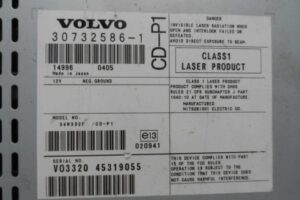 VOLVO
30732586-1
14996 0405
Made in Japan
12V NEG.GROUND
CD-P1
MODEL NO.
/CD-P1
e13
020941
SERIAL NO.
VO3320 45319055
DANGER
INVISIBLE LASER RADIATION WHEN
OPEN AND INTERLOCK FAILED OR
DEFEATED.
AVOID DIRECT EXPOSURE TO BEAM.
CLASS1
LASER PRODUCT
CLASS 1 LASER PRODUCT
PRODUCT COMPLIES WITH DHHS
RULES 21 CFR SUBCHAPTER J PART
1040.10 AT DATE OF MANUFACTURE.
MANUFACTURED
MITSUBISHI ELECTRIC CO
THIS DEVICE COMPLIES WITH PART
15 OF THE FCC RULES.
OPERATION IS SUBJECT TO THE
CONDITION THAT THIS DEVICE DOES
NOT CAUSE HARMFUL INTERFERENCE